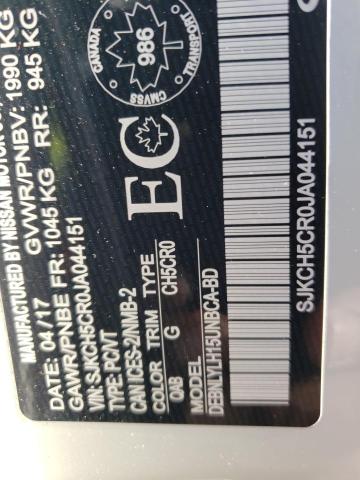 MANUFACTURED BY NISSAN MOTOR
GVWR/PNBV: 1990 KG
04/17
GAWR/PNBE FR: 1045 KG RR: 945 KG
VIN: SJKCH5CR0JA044151
TYPE: PC/VT
CAN ICES-2/NMB-2
COLOR TRIM TYPE
QAB G CH5CR0
DEBNLYLH15UNBCA-BD
EC
CANADA
986
CMVSS
TRANSPORT
SJKCH5CR0JA044151